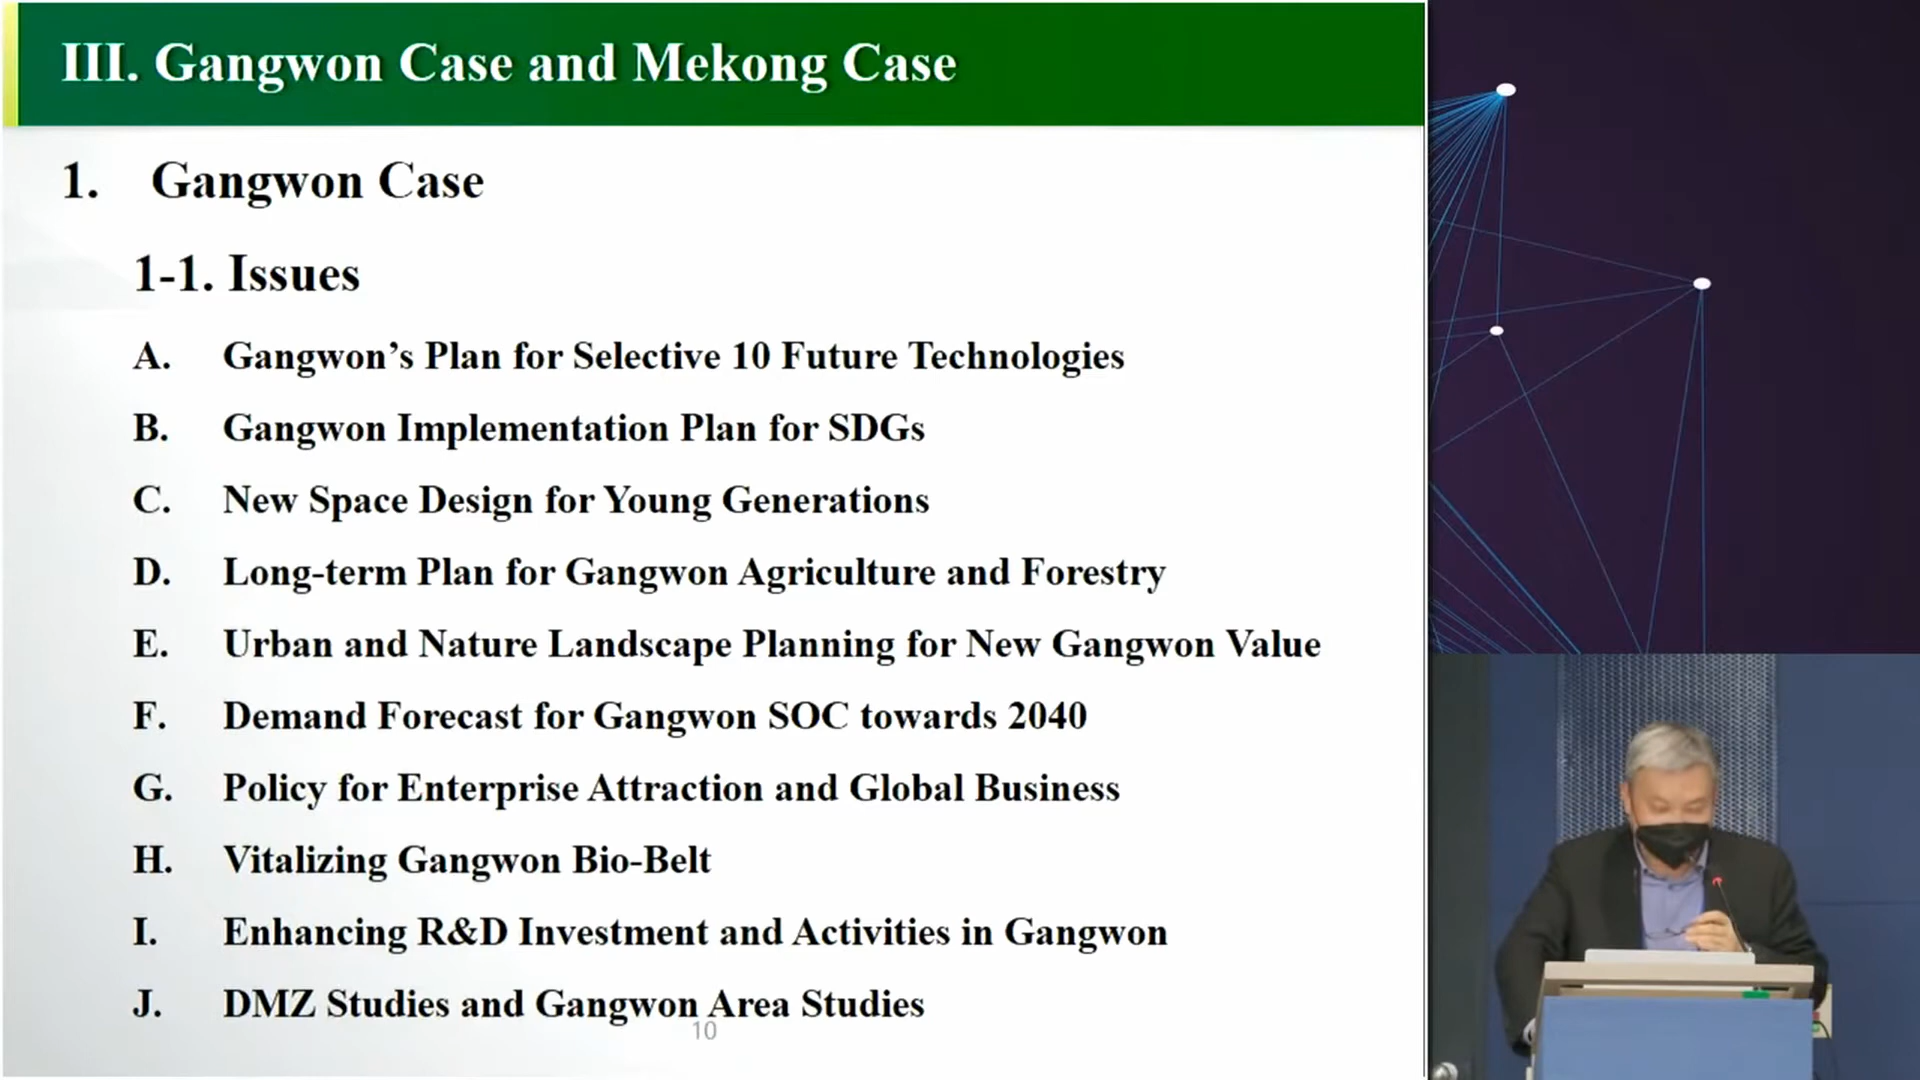 III. Gangwon Case and Mekong Case
1. Gangwon Case
1-1. Issues
A. Gangwon’s Plan for Selective 10 Future Technologies
B. Gangwon Implementation Plan for SDGs
C. New Space Design for Young Generations
D. Long-term Plan for Gangwon Agriculture and Forestry
E. Urban and Nature Landscape Planning for New Gangwon Value
F. Demand Forecast for Gangwon SOC towards 2040
G. Policy for Enterprise Attraction and Global Business
H. Vitalizing Gangwon Bio-Belt
I. Enhancing R&D Investment and Activities in Gangwon
J. DMZ Studies and Gangwon Area Studies
10